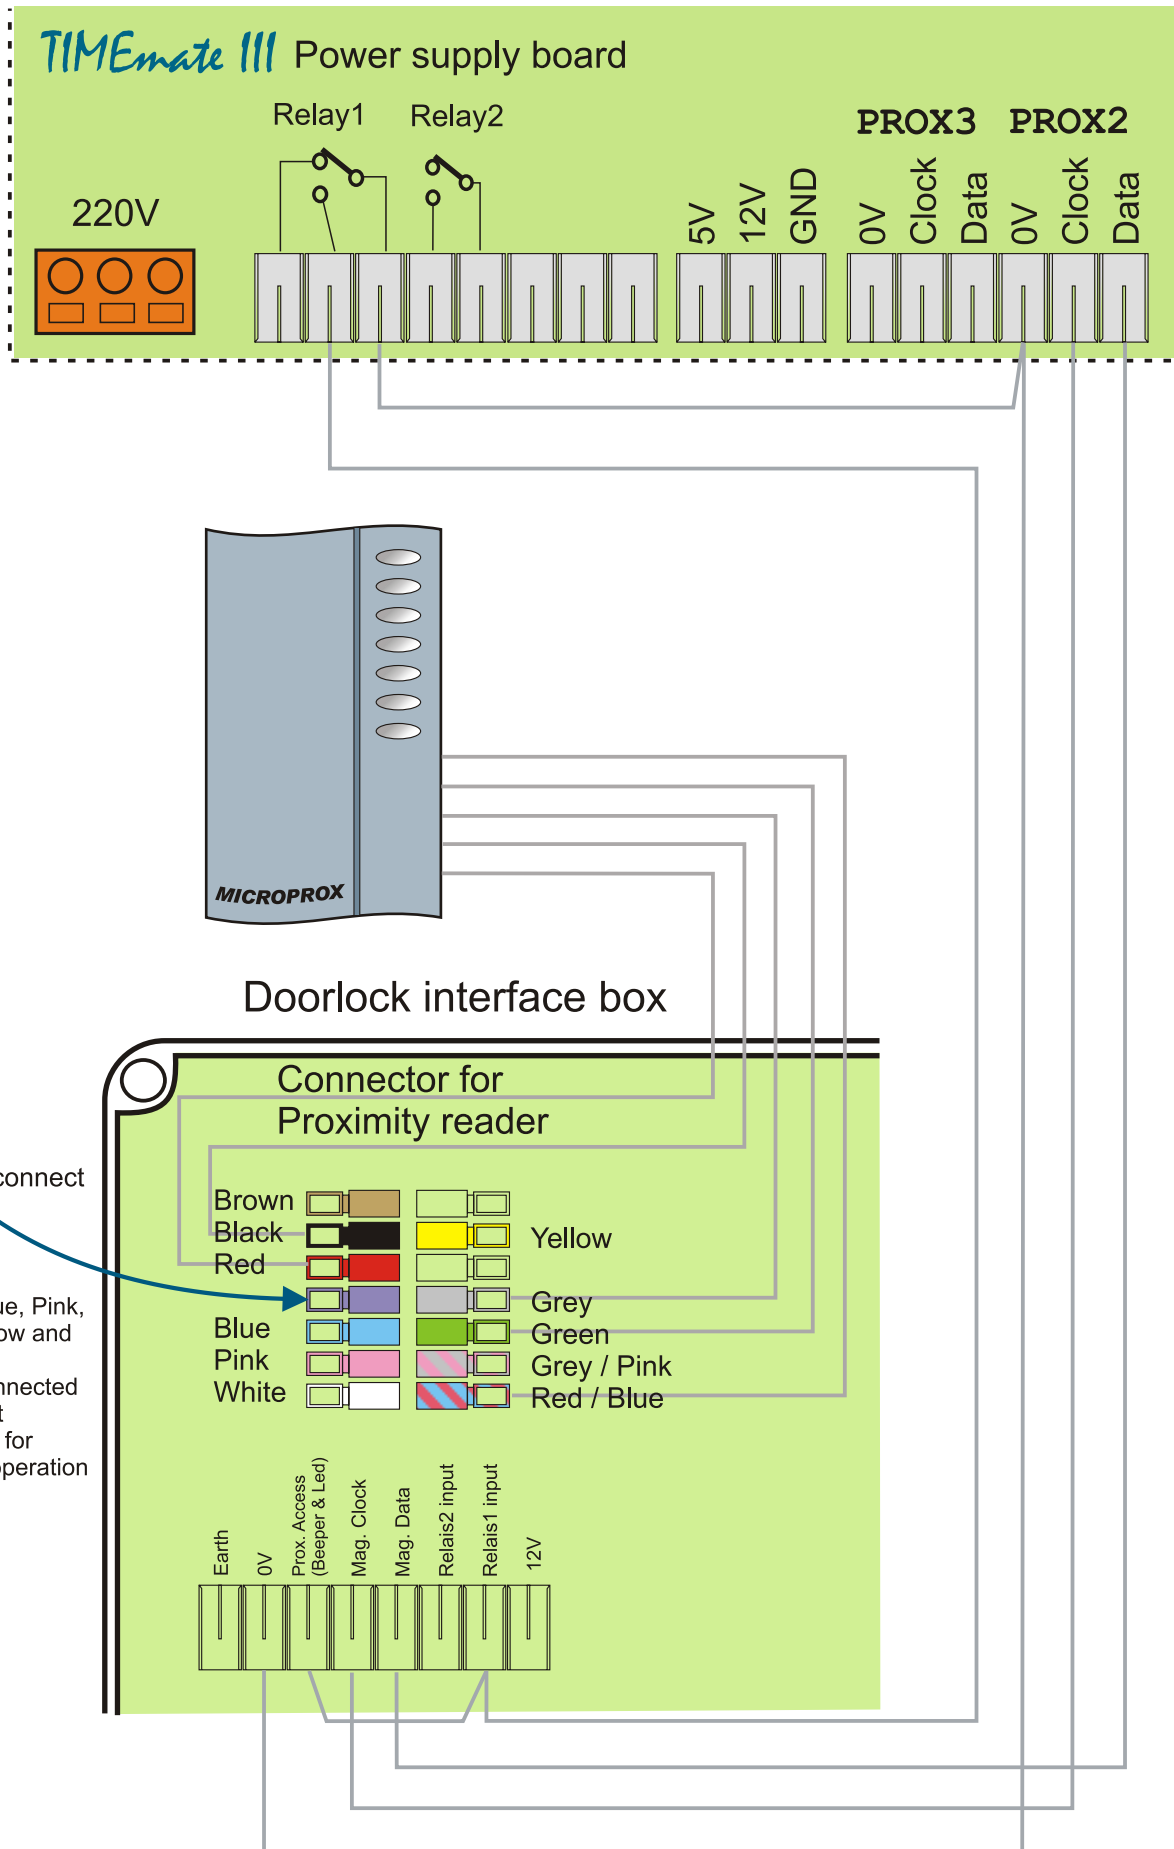 TIMEmate III Power supply board
Relay1 Relay2
PROX3 PROX2
220V
5V
12V
GND
0V
Clock
Data
0V
Clock
Data
MICROPROX
Doorlock interface box
Connector for
Proximity reader
connect
Brown
Black
Yellow
Red
ue, Pink,
ow and
Grey
Blue
Green
Pink
Grey / Pink
nnected
White
Red / Blue
t
for
operation
Earth
0V
Prox. Access
(Beeper & Led)
Mag. Clock
Mag. Data
Relais2 input
Relais1 input
12V